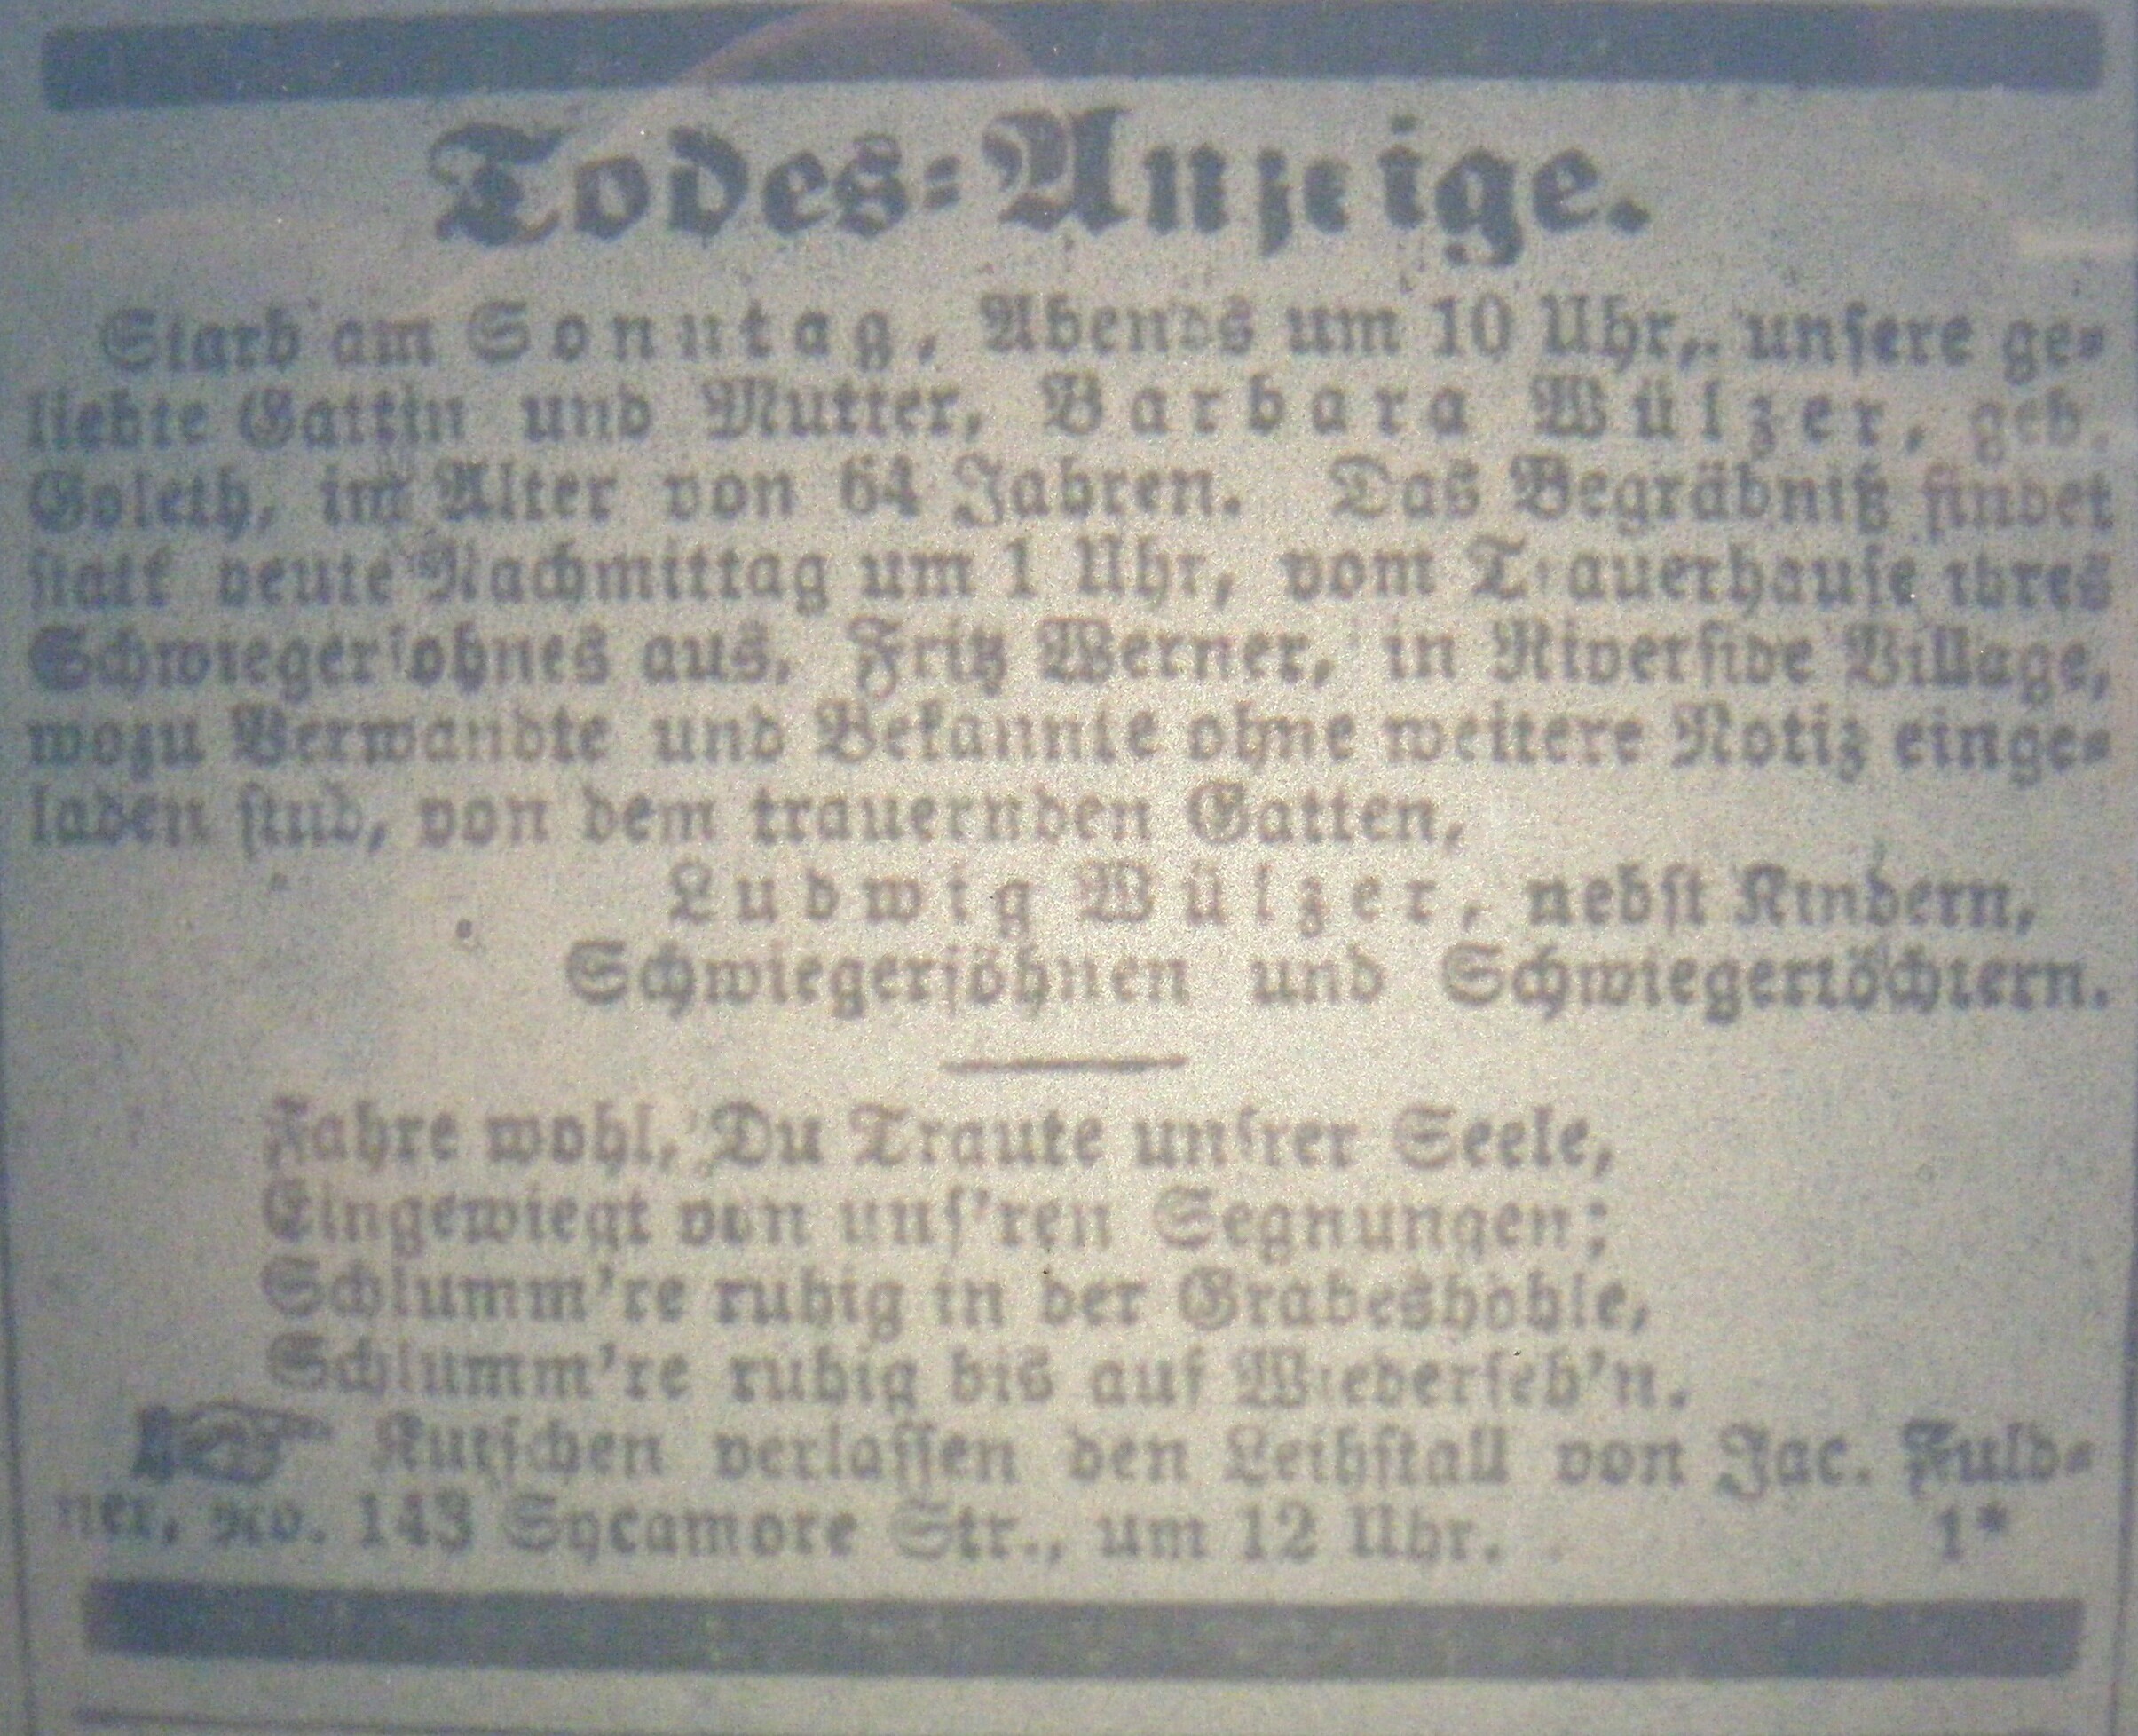 Todes-Anzeige.
Starb am Sonntag, Abends um 10 Uhr, unsere ge-
liebte Gattin und Mutter, Barbara Wülzer, geb.
Goleth, im Alter von 64 Jahren. Das Begräbniß findet
statt heute Nachmittag um 1 Uhr, vom Trauerhause ihres
Schwiegersohnes aus, Fritz Werner, in Riverside Village,
wozu Verwandte und Bekannte ohne weitere Notiz einge-
laden sind, von dem trauernden Gatten,
Ludwig Wülzer, nebst Kindern,
Schwiegersöhnen und Schwiegertöchtern.
Fahre wohl, Du Traute unsrer Seele,
Eingewiegt von uns'ren Segnungen;
Schlumm're ruhig in der Grabeshöhle,
Schlumm're ruhig bis auf Wiederseh'n.
☞ Kutschen verlassen den Leihstall von Jac. Fuld-
ner, No. 143 Sycamore Str., um 12 Uhr. 1*